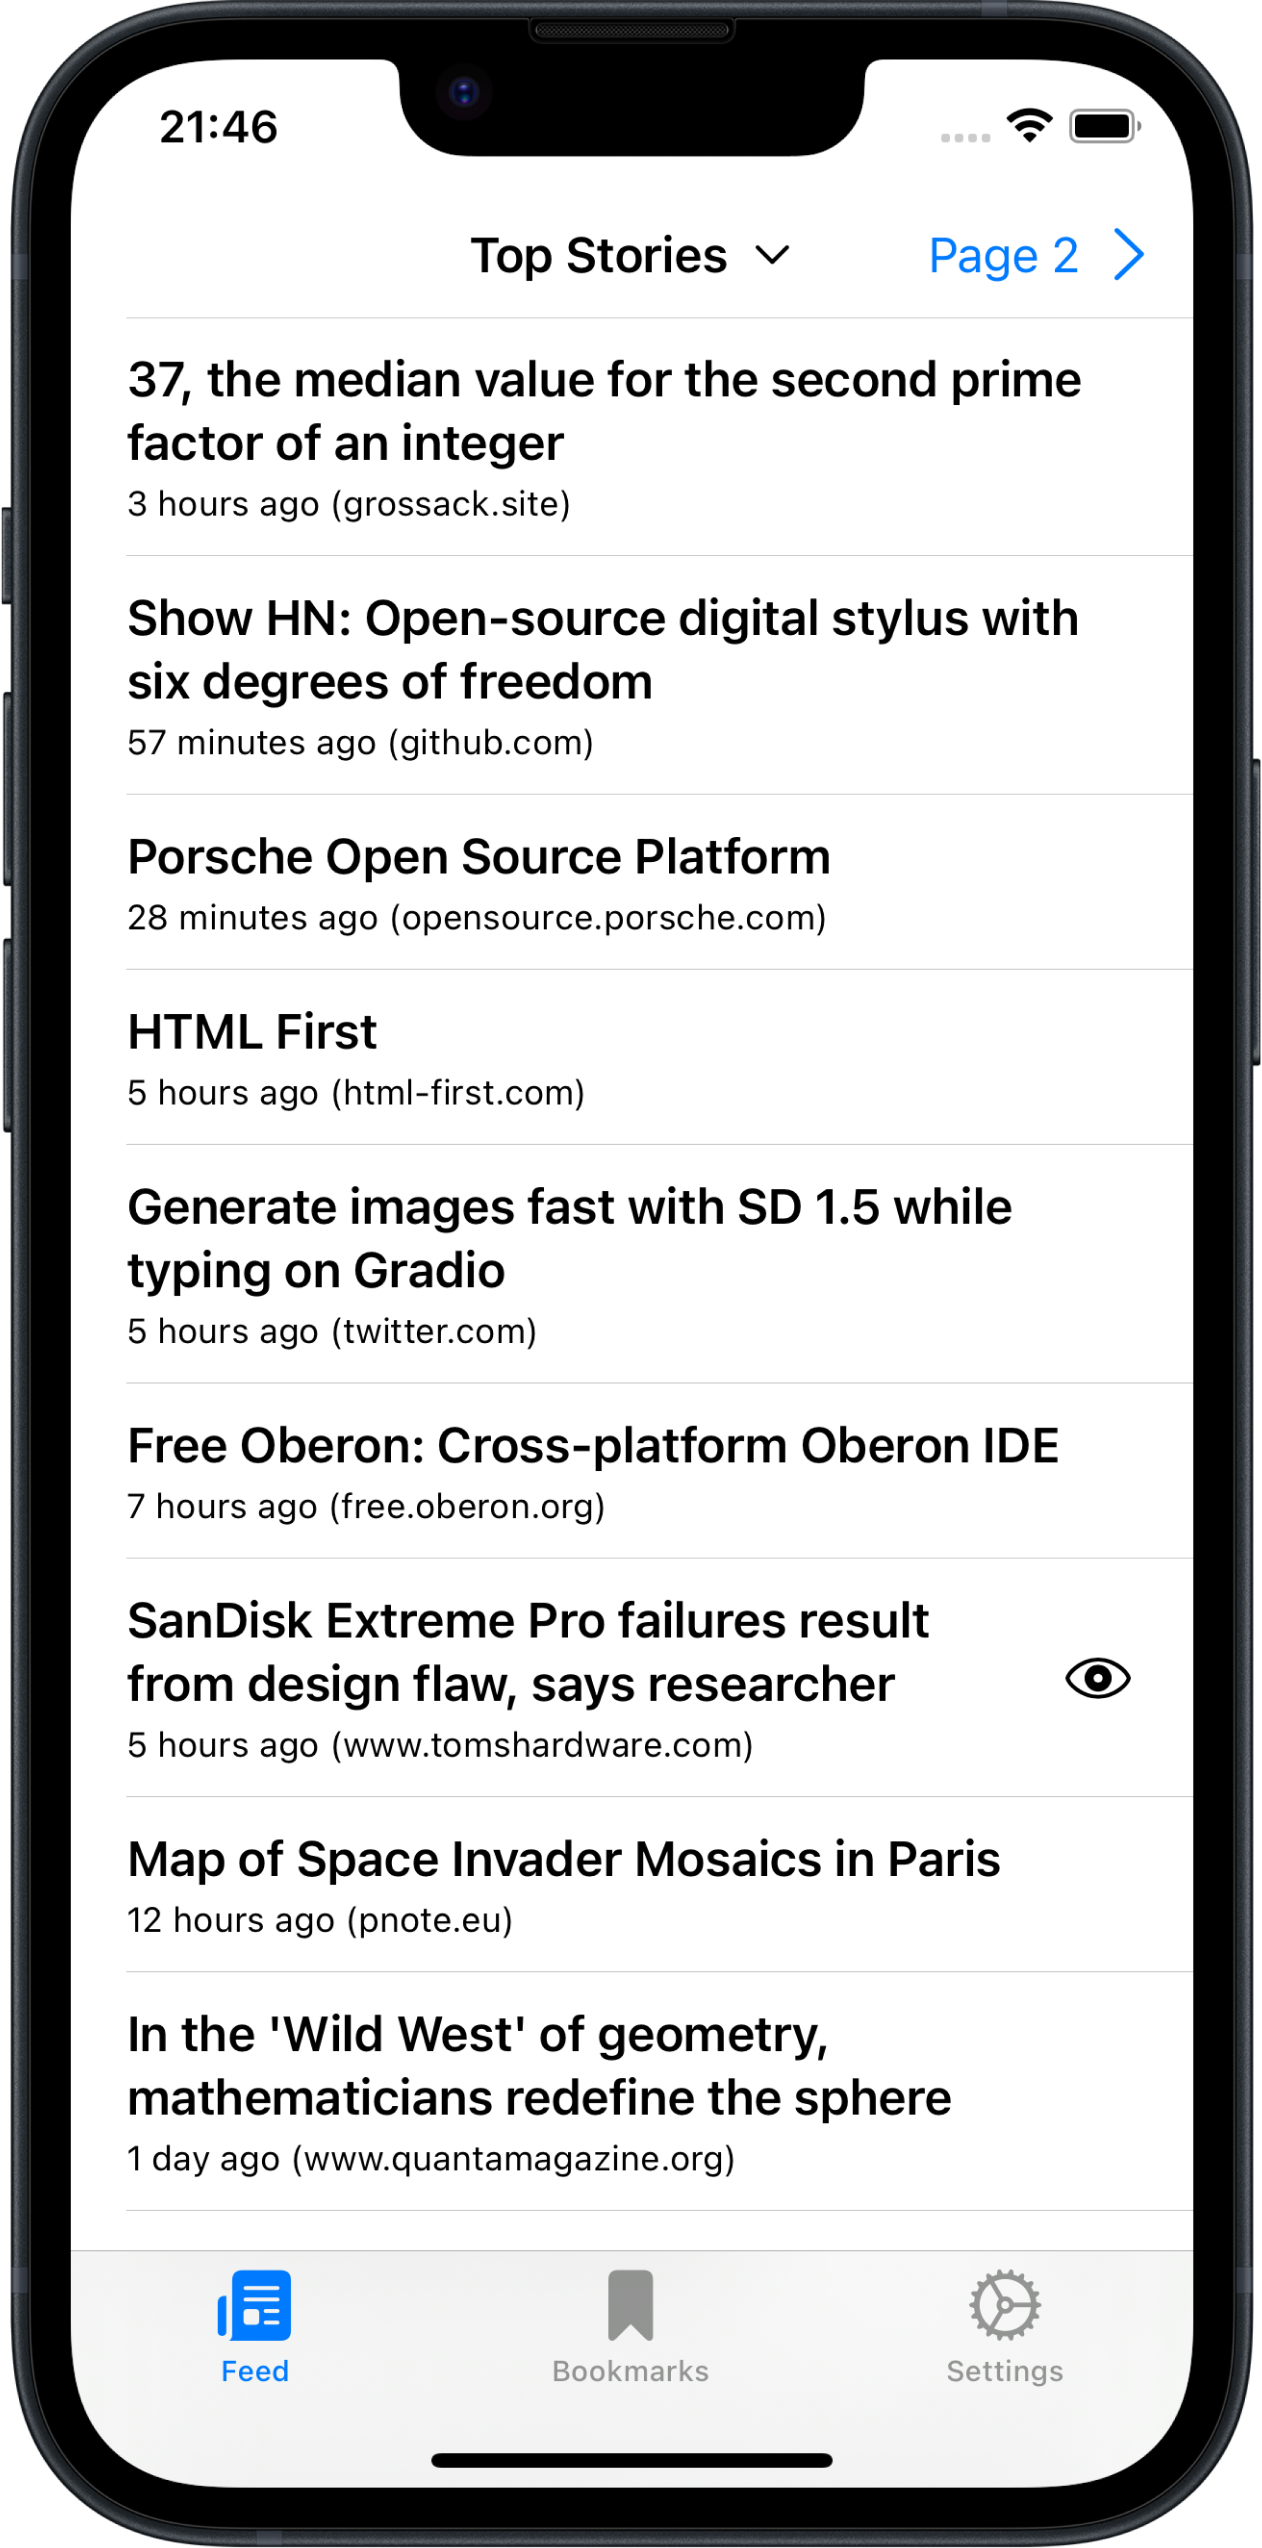 21:46
Top Stories
Page 2
37, the median value for the second prime
factor of an integer
3 hours ago (grossack.site)
Show HN: Open-source digital stylus with
six degrees of freedom
57 minutes ago (github.com)
Porsche Open Source Platform
28 minutes ago (opensource.porsche.com)
HTML First
5 hours ago (html-first.com)
Generate images fast with SD 1.5 while
typing on Gradio
5 hours ago (twitter.com)
Free Oberon: Cross-platform Oberon IDE
7 hours ago (free.oberon.org)
SanDisk Extreme Pro failures result
from design flaw, says researcher
5 hours ago (www.tomshardware.com)
Map of Space Invader Mosaics in Paris
12 hours ago (pnote.eu)
In the 'Wild West' of geometry,
mathematicians redefine the sphere
1 day ago (www.quantamagazine.org)
Feed
Bookmarks
Settings